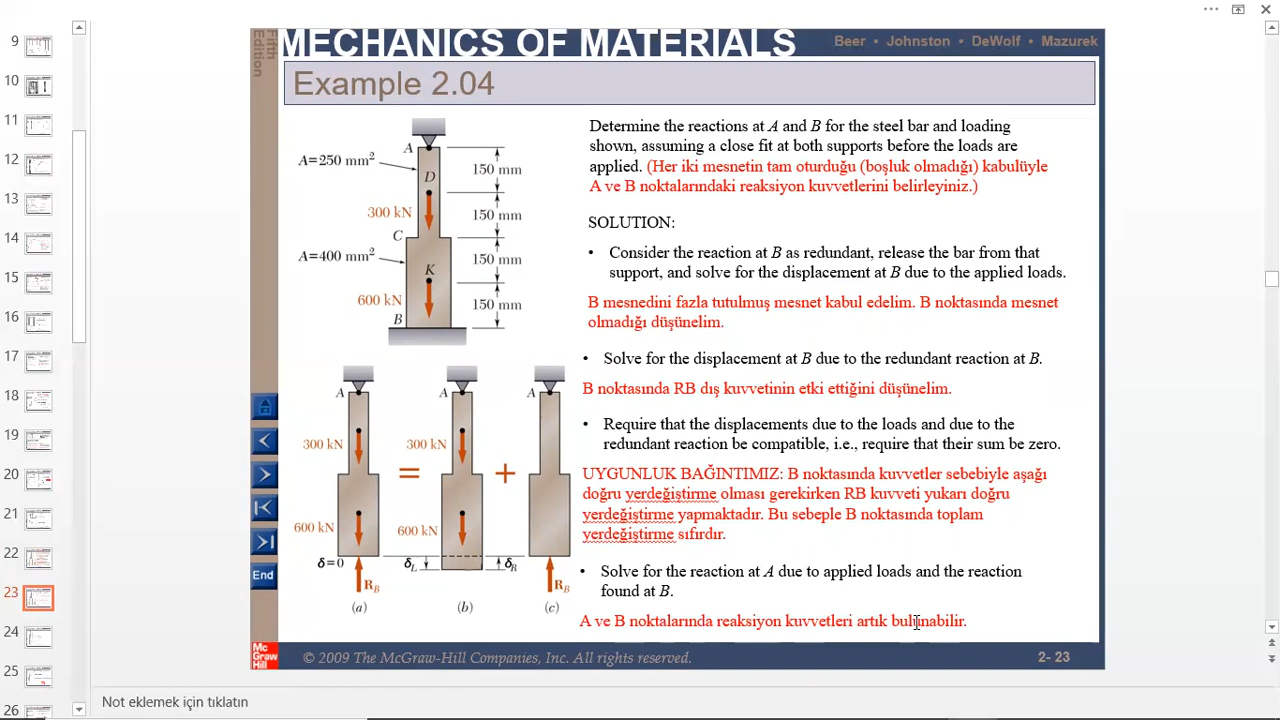 9
10
11
12
13
14
15
16
17
18
19
20
21
22
23
24
25
26
Fifth
Edition
MECHANICS OF MATERIALS
Beer • Johnston • DeWolf • Mazurek
Example 2.04
A
A=250 mm²
D
150 mm
300 kN
150 mm
C
A=400 mm²
K
150 mm
600 kN
150 mm
B
Determine the reactions at A and B for the steel bar and loading
shown, assuming a close fit at both supports before the loads are
applied. (Her iki mesnetin tam oturduğu (boşluk olmadığı) kabulüyle
A ve B noktalarındaki reaksiyon kuvvetlerini belirleyiniz.)
SOLUTION:
• Consider the reaction at B as redundant, release the bar from that
support, and solve for the displacement at B due to the applied loads.
B mesnedini fazla tutulmuş mesnet kabul edelim. B noktasında mesnet
olmadığı düşünelim.
• Solve for the displacement at B due to the redundant reaction at B.
B noktasında RB dış kuvvetinin etki ettiğini düşünelim.
• Require that the displacements due to the loads and due to the
redundant reaction be compatible, i.e., require that their sum be zero.
UYGUNLUK BAĞINTIMIZ: B noktasında kuvvetler sebebiyle aşağı
doğru yerdeğiştirme olması gerekirken RB kuvveti yukarı doğru
yerdeğiştirme yapmaktadır. Bu sebeple B noktasında toplam
yerdeğiştirme sıfırdır.
• Solve for the reaction at A due to applied loads and the reaction
found at B.
A ve B noktalarında reaksiyon kuvvetleri artık bulunabilir.
A A A
300 kN 300 kN
= +
600 kN 600 kN
δ=0 δL δR
RB RB
(a) (b) (c)
End
Mc
Graw
Hill
© 2009 The McGraw-Hill Companies, Inc. All rights reserved.
2- 23
Not eklemek için tıklatın